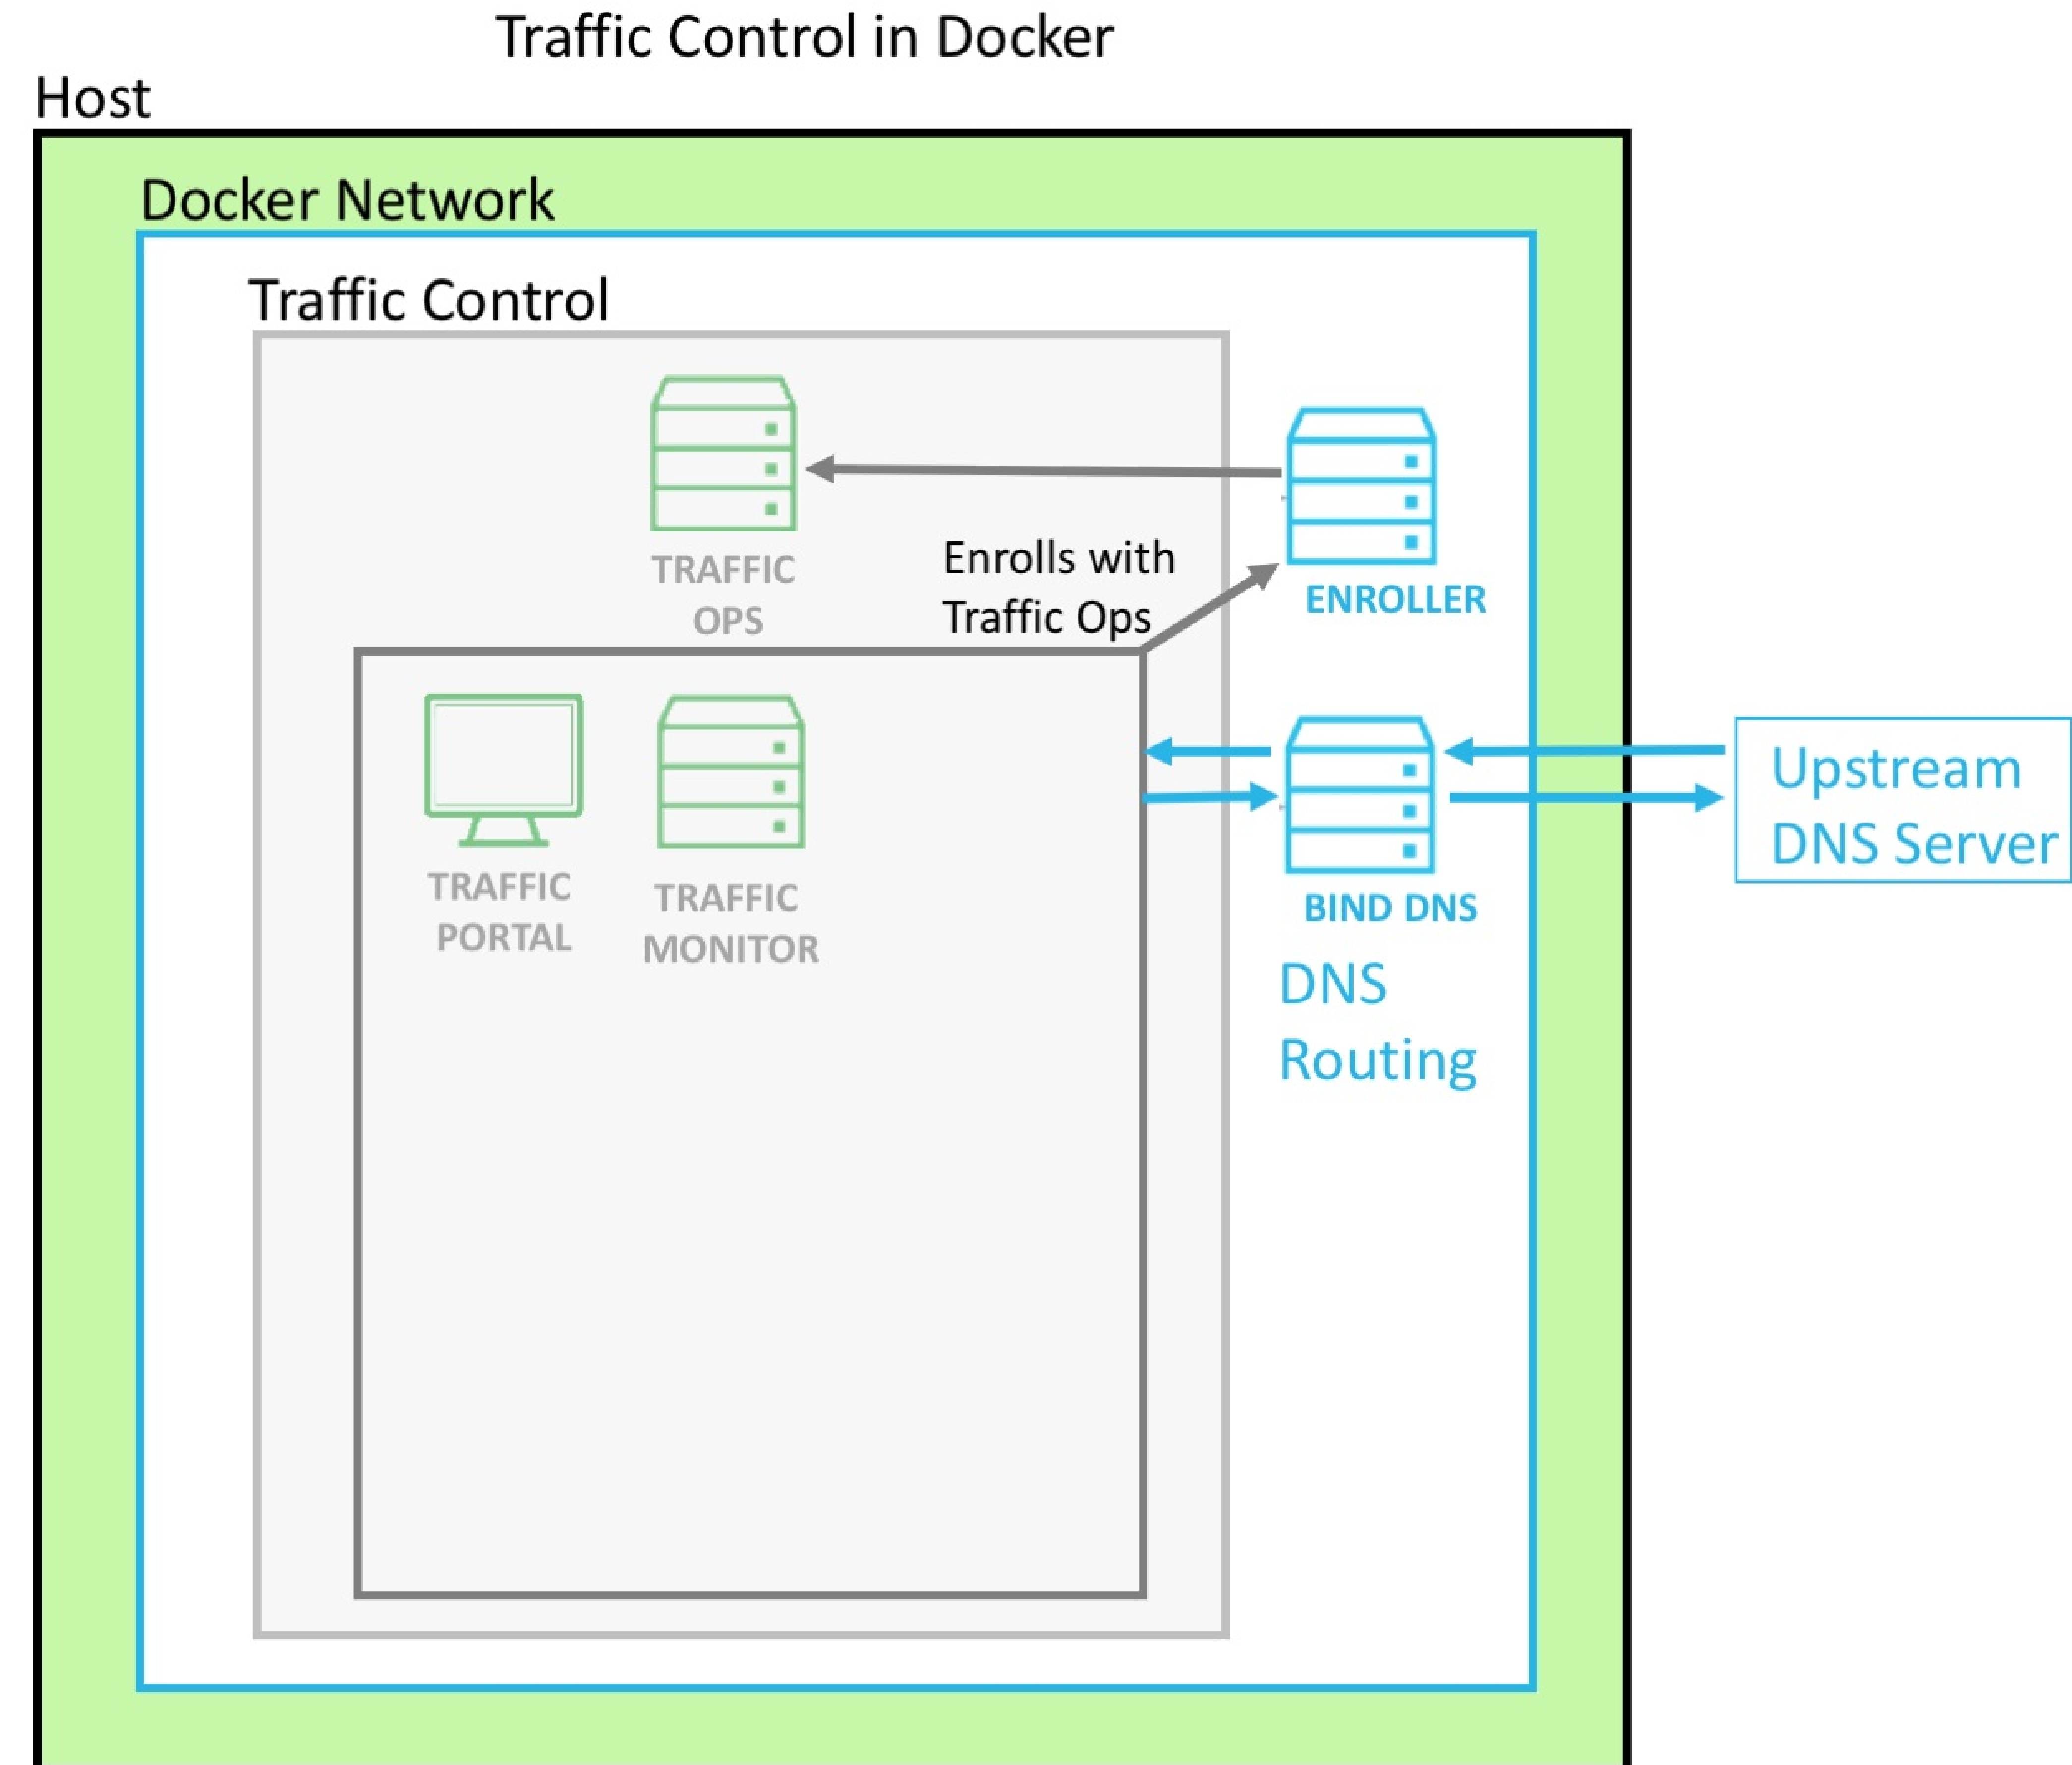 Traffic Control in Docker
Host
Docker Network
Traffic Control
TRAFFIC
OPS
Enrolls with
Traffic Ops
ENROLLER
TRAFFIC
PORTAL
TRAFFIC
MONITOR
BIND DNS
DNS
Routing
Upstream
DNS Server